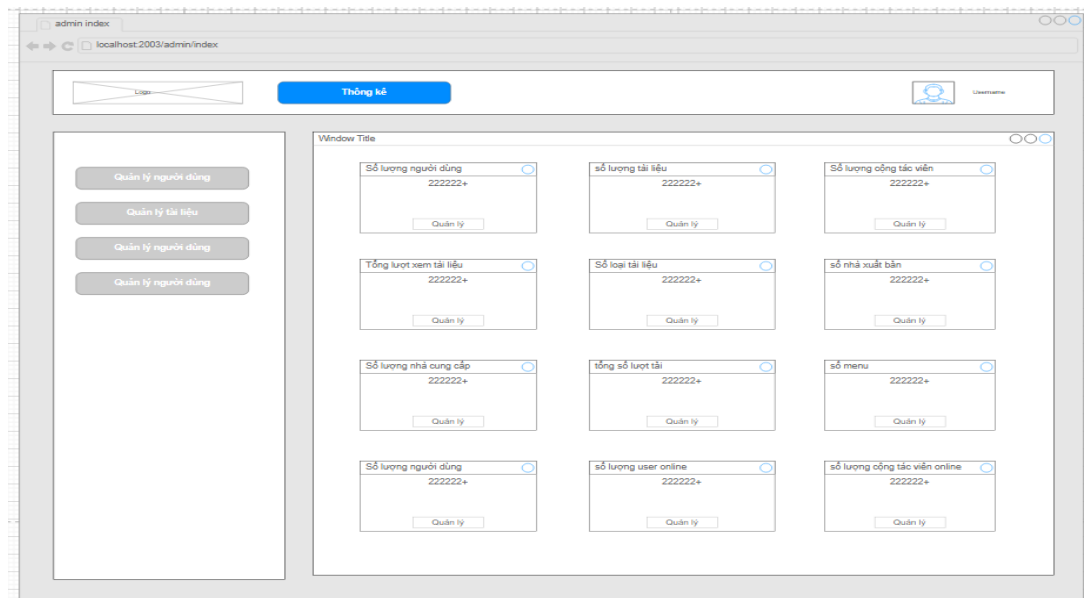 admin index
localhost:2003/admin/index
Logo
Thông kê
Username
Quản lý người dùng
Quản lý tài liệu
Quản lý người dùng
Quản lý người dùng
Window Title
Số lượng người dùng
222222+
Quản lý
số lượng tài liệu
222222+
Quản lý
Số lượng cộng tác viên
222222+
Quản lý
Tổng lượt xem tài liệu
222222+
Quản lý
Số loại tài liệu
222222+
Quản lý
số nhà xuất bản
222222+
Quản lý
Số lượng nhà cung cấp
222222+
Quản lý
tổng số lượt tải
222222+
Quản lý
số menu
222222+
Quản lý
Số lượng người dùng
222222+
Quản lý
số lượng user online
222222+
Quản lý
số lượng cộng tác viên online
222222+
Quản lý